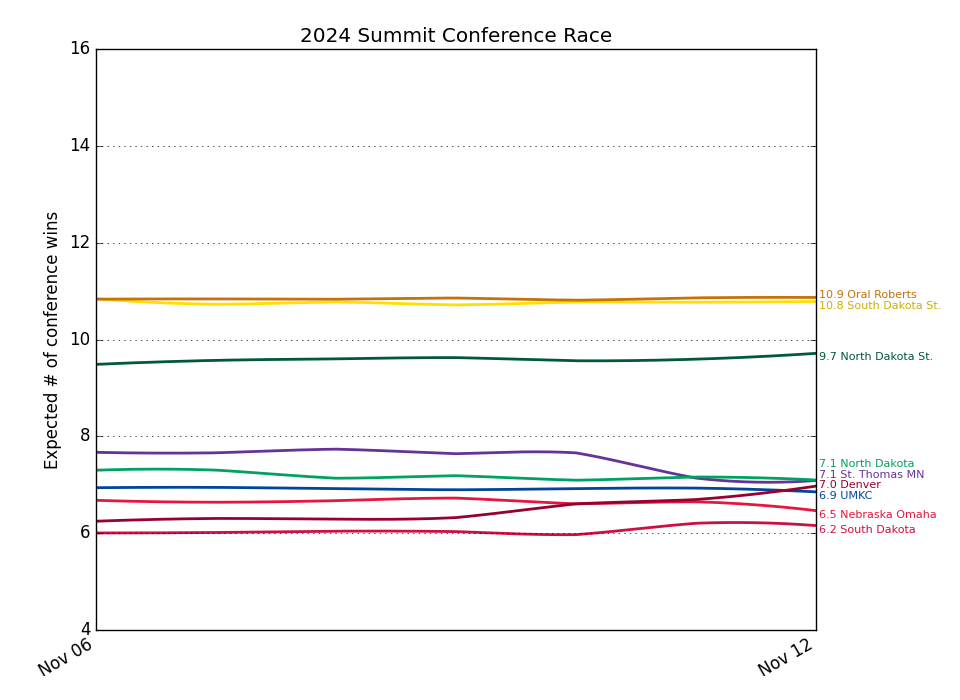 2024 Summit Conference Race
Expected # of conference wins
16
14
12
10
8
6
4
Nov 06
Nov 12
10.9 Oral Roberts
10.8 South Dakota St.
9.7 North Dakota St.
7.1 North Dakota
7.1 St. Thomas MN
7.0 Denver
6.9 UMKC
6.5 Nebraska Omaha
6.2 South Dakota